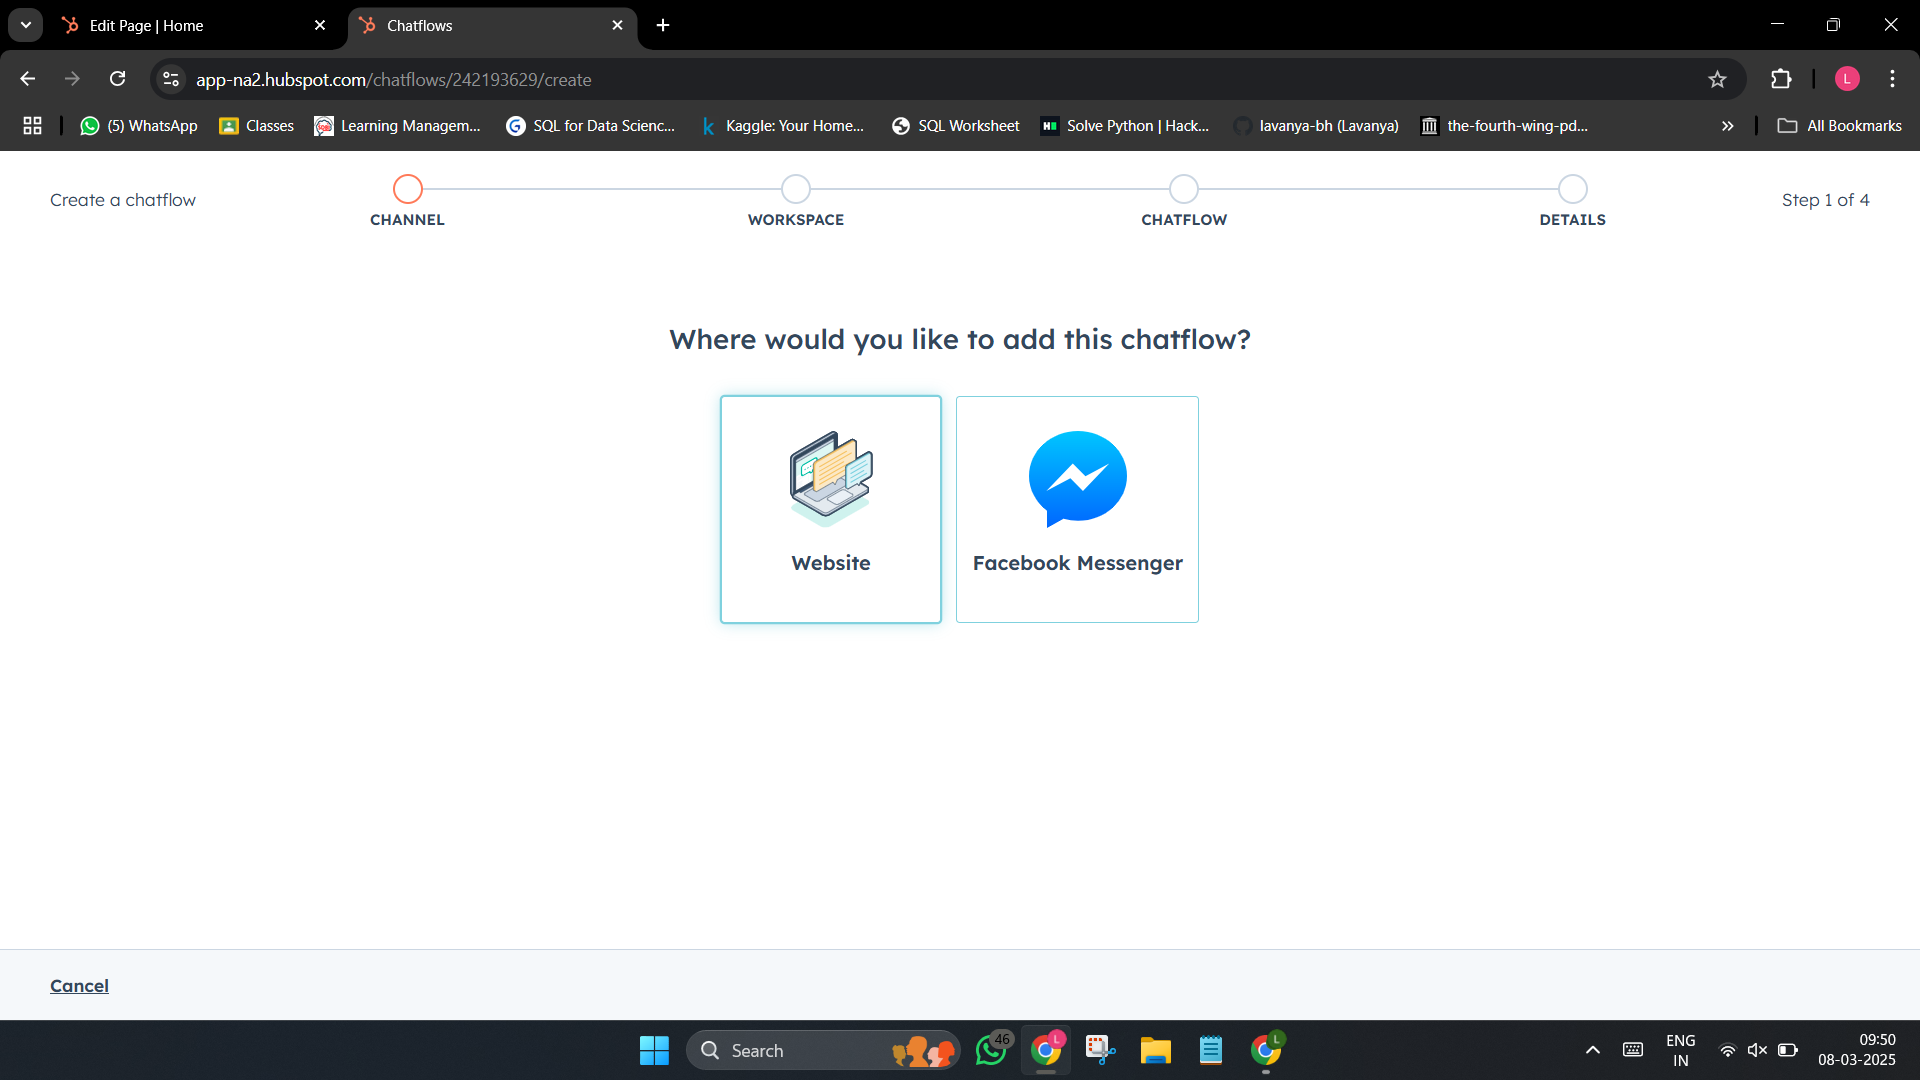 Edit Page | Home
Chatflows
app-na2.hubspot.com/chatflows/242193629/create
L
(5) WhatsApp
Classes
Learning Managem...
SQL for Data Scienc...
Kaggle: Your Home...
SQL Worksheet
Solve Python | Hack...
lavanya-bh (Lavanya)
the-fourth-wing-pd...
All Bookmarks
Create a chatflow
CHANNEL
WORKSPACE
CHATFLOW
DETAILS
Step 1 of 4
Where would you like to add this chatflow?
Website
Facebook Messenger
Cancel
Search
46
L
L
ENG
IN
09:50
08-03-2025